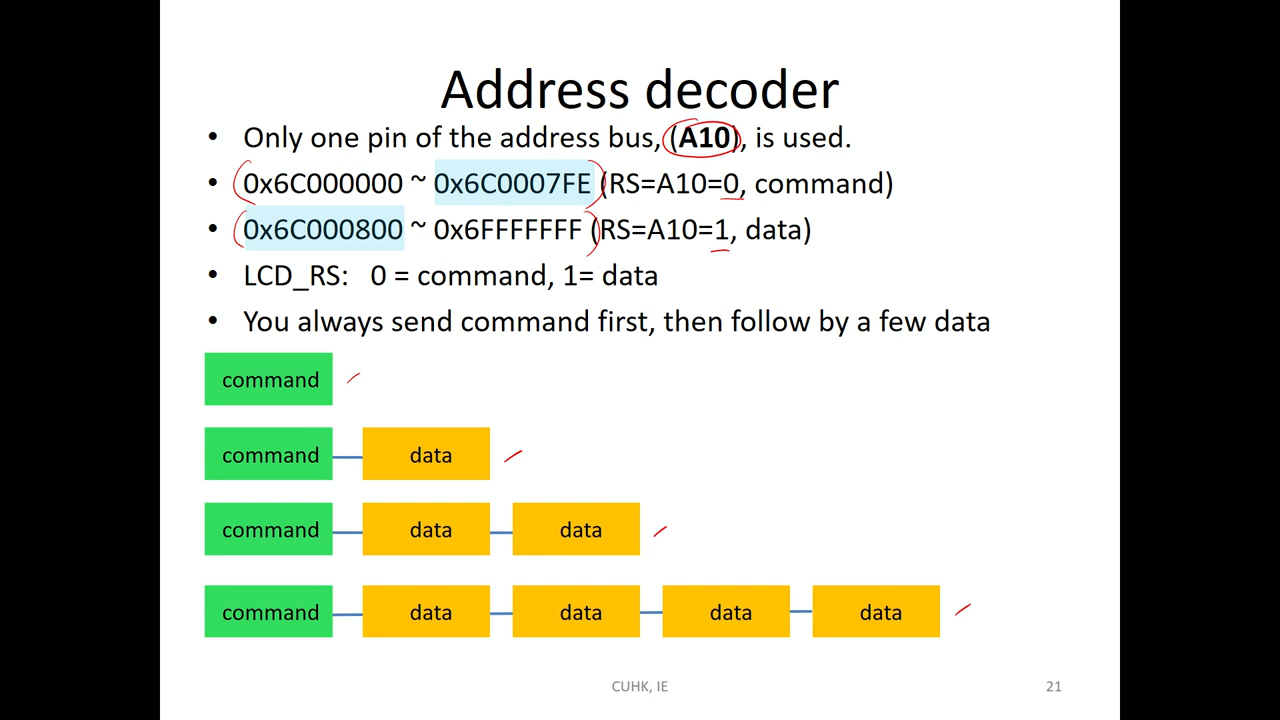 Address decoder
• Only one pin of the address bus, (A10), is used.
• 0x6C000000 ~ 0x6C0007FE (RS=A10=0, command)
• 0x6C000800 ~ 0x6FFFFFFF (RS=A10=1, data)
• LCD_RS: 0 = command, 1= data
• You always send command first, then follow by a few data
command
command data
command data data
command data data data data
CUHK, IE 21